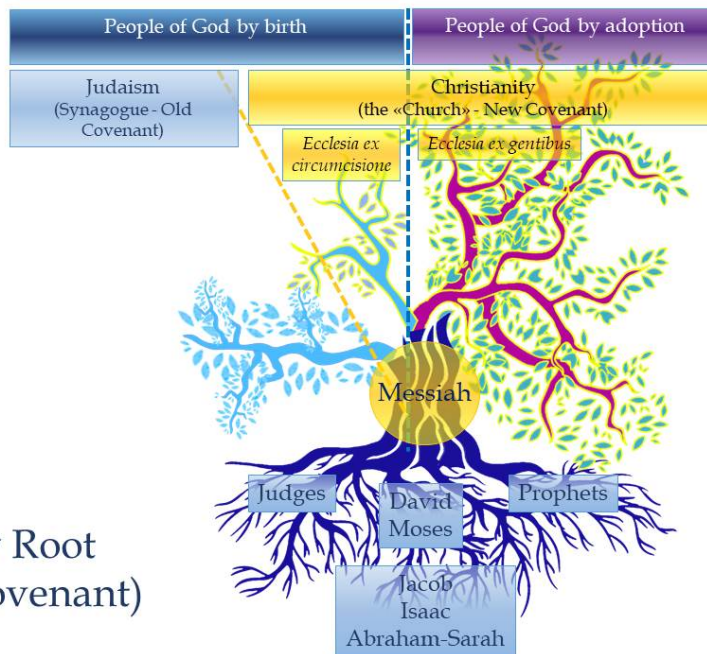 People of God by birth
People of God by adoption
Judaism
(Synagogue - Old
Covenant)
Christianity
(the «Church» - New Covenant)
Ecclesia ex
circumcisione
Ecclesia ex gentibus
Messiah
Judges
David
Moses
Prophets
Root
Jacob
Isaac
Abraham-Sarah